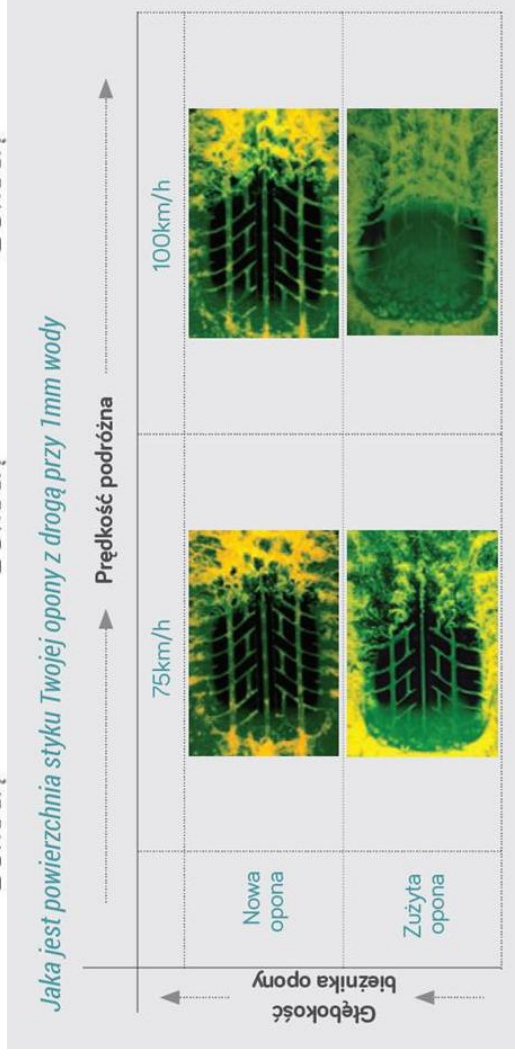 Jaka jest powierzchnia styku Twojej opony z drogą przy 1mm wody
Prędkość podróżna
75km/h
100km/h
Głębokość
bieżnika opony
Nowa
opona
Zużyta
opona